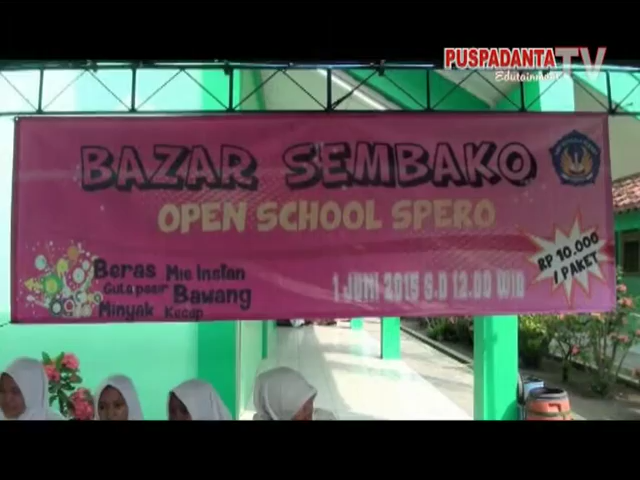 PUSPADANTA TV
Edutainment
BAZAR SEMBAKO
OPEN SCHOOL SPERO
Beras Mie Instan
Gula pasir Bawang
Minyak Kecap
1 JUNI 2015 S.D 12.00 WIB
RP 10.000
/ PAKET